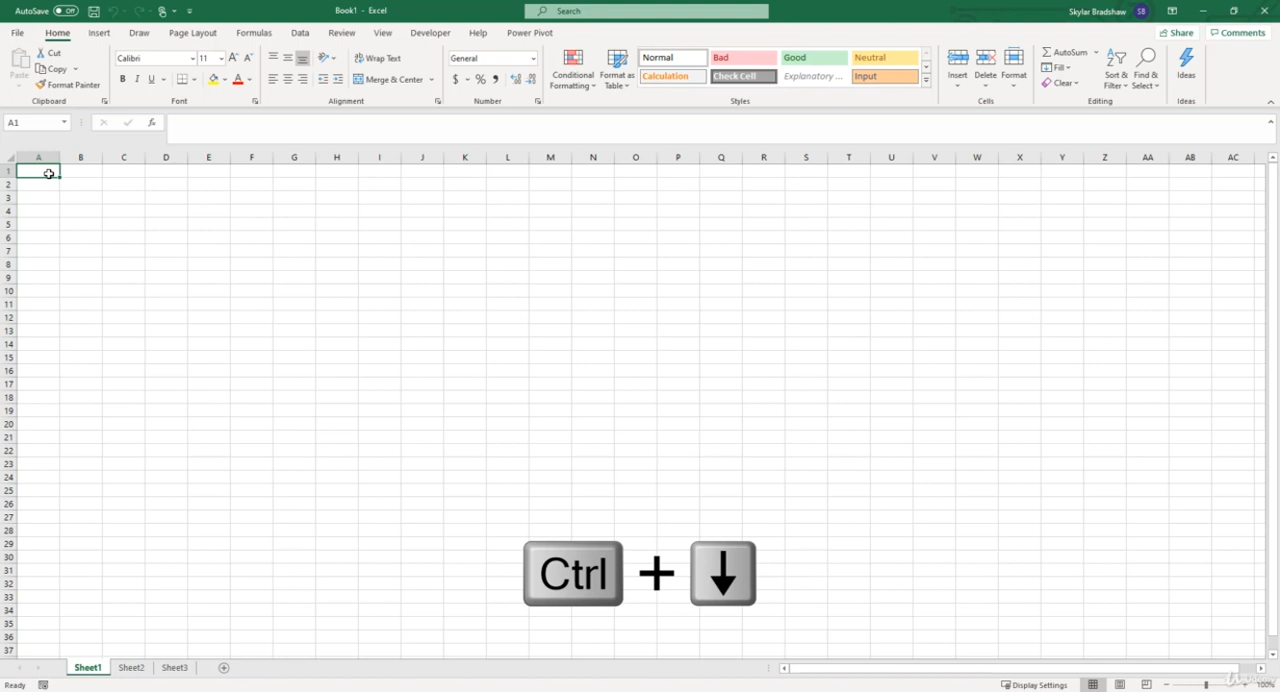 AutoSave Off Book1 - Excel Search Skylar Bradshaw SB
File Home Insert Draw Page Layout Formulas Data Review View Developer Help Power Pivot Share Comments
Paste Cut Copy Format Painter
Calibri 11 A A B I U A
Wrap Text Merge & Center
General $ % ,
Conditional Formatting Format as Table
Normal Bad Good Neutral
Calculation Check Cell Explanatory ... Input
Insert Delete Format
AutoSum Fill Clear
Sort & Filter Find & Select Ideas
Clipboard Font Alignment Number Styles Cells Editing Ideas
A1 fx
A B C D E F G H I J K L M N O P Q R S T U V W X Y Z AA AB AC
1
2
3
4
5
6
7
8
9
10
11
12
13
14
15
16
17
18
19
20
21
22
23
24
25
26
27
28
29
30
31
32
33
34
35
36
37
Ctrl + ↓
Sheet1 Sheet2 Sheet3
Ready Display Settings 100%